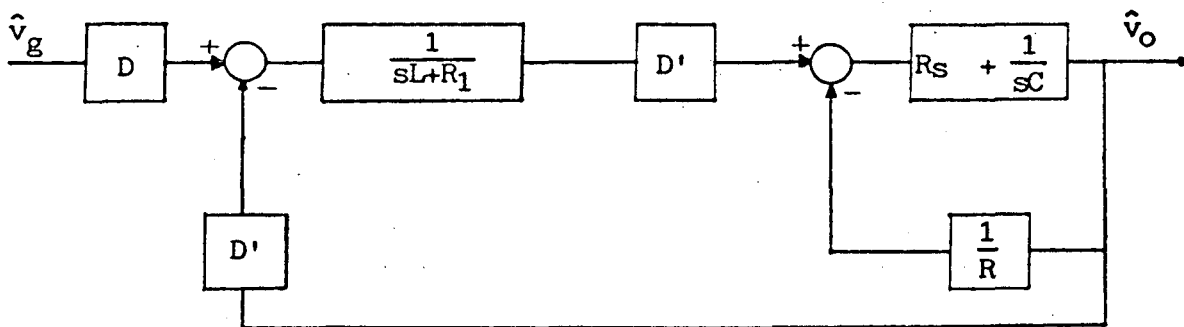 v̂g
D
+
−
1/(sL+R1)
D'
+
−
Rs + 1/(sC)
v̂o
D'
1/R